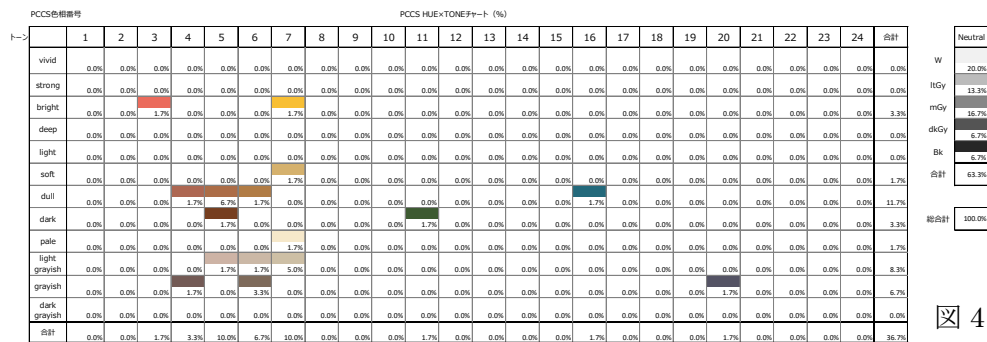 PCCS色相番号 PCCS HUE×TONEチャート（%）
トーン 1 2 3 4 5 6 7 8 9 10 11 12 13 14 15 16 17 18 19 20 21 22 23 24 合計
vivid 0.0% 0.0% 0.0% 0.0% 0.0% 0.0% 0.0% 0.0% 0.0% 0.0% 0.0% 0.0% 0.0% 0.0% 0.0% 0.0% 0.0% 0.0% 0.0% 0.0% 0.0% 0.0% 0.0% 0.0% 0.0%
strong 0.0% 0.0% 0.0% 0.0% 0.0% 0.0% 0.0% 0.0% 0.0% 0.0% 0.0% 0.0% 0.0% 0.0% 0.0% 0.0% 0.0% 0.0% 0.0% 0.0% 0.0% 0.0% 0.0% 0.0% 0.0%
bright 0.0% 0.0% 1.7% 0.0% 0.0% 0.0% 1.7% 0.0% 0.0% 0.0% 0.0% 0.0% 0.0% 0.0% 0.0% 0.0% 0.0% 0.0% 0.0% 0.0% 0.0% 0.0% 0.0% 0.0% 3.3%
deep 0.0% 0.0% 0.0% 0.0% 0.0% 0.0% 0.0% 0.0% 0.0% 0.0% 0.0% 0.0% 0.0% 0.0% 0.0% 0.0% 0.0% 0.0% 0.0% 0.0% 0.0% 0.0% 0.0% 0.0% 0.0%
light 0.0% 0.0% 0.0% 0.0% 0.0% 0.0% 0.0% 0.0% 0.0% 0.0% 0.0% 0.0% 0.0% 0.0% 0.0% 0.0% 0.0% 0.0% 0.0% 0.0% 0.0% 0.0% 0.0% 0.0% 0.0%
soft 0.0% 0.0% 0.0% 0.0% 0.0% 0.0% 1.7% 0.0% 0.0% 0.0% 0.0% 0.0% 0.0% 0.0% 0.0% 0.0% 0.0% 0.0% 0.0% 0.0% 0.0% 0.0% 0.0% 0.0% 1.7%
dull 0.0% 0.0% 0.0% 1.7% 6.7% 1.7% 0.0% 0.0% 0.0% 0.0% 0.0% 0.0% 0.0% 0.0% 0.0% 1.7% 0.0% 0.0% 0.0% 0.0% 0.0% 0.0% 0.0% 0.0% 11.7%
dark 0.0% 0.0% 0.0% 0.0% 1.7% 0.0% 0.0% 0.0% 0.0% 0.0% 1.7% 0.0% 0.0% 0.0% 0.0% 0.0% 0.0% 0.0% 0.0% 0.0% 0.0% 0.0% 0.0% 0.0% 3.3%
pale 0.0% 0.0% 0.0% 0.0% 0.0% 0.0% 1.7% 0.0% 0.0% 0.0% 0.0% 0.0% 0.0% 0.0% 0.0% 0.0% 0.0% 0.0% 0.0% 0.0% 0.0% 0.0% 0.0% 0.0% 1.7%
light
grayish 0.0% 0.0% 0.0% 0.0% 1.7% 1.7% 5.0% 0.0% 0.0% 0.0% 0.0% 0.0% 0.0% 0.0% 0.0% 0.0% 0.0% 0.0% 0.0% 0.0% 0.0% 0.0% 0.0% 0.0% 8.3%
grayish 0.0% 0.0% 0.0% 1.7% 0.0% 3.3% 0.0% 0.0% 0.0% 0.0% 0.0% 0.0% 0.0% 0.0% 0.0% 0.0% 0.0% 0.0% 0.0% 1.7% 0.0% 0.0% 0.0% 0.0% 6.7%
dark
grayish 0.0% 0.0% 0.0% 0.0% 0.0% 0.0% 0.0% 0.0% 0.0% 0.0% 0.0% 0.0% 0.0% 0.0% 0.0% 0.0% 0.0% 0.0% 0.0% 0.0% 0.0% 0.0% 0.0% 0.0% 0.0%
合計 0.0% 0.0% 1.7% 3.3% 10.0% 6.7% 10.0% 0.0% 0.0% 0.0% 1.7% 0.0% 0.0% 0.0% 0.0% 1.7% 0.0% 0.0% 0.0% 1.7% 0.0% 0.0% 0.0% 0.0% 36.7%
Neutral
W 20.0%
ltGy 13.3%
mGy 16.7%
dkGy 6.7%
Bk 6.7%
合計 63.3%
総合計 100.0%
図 4